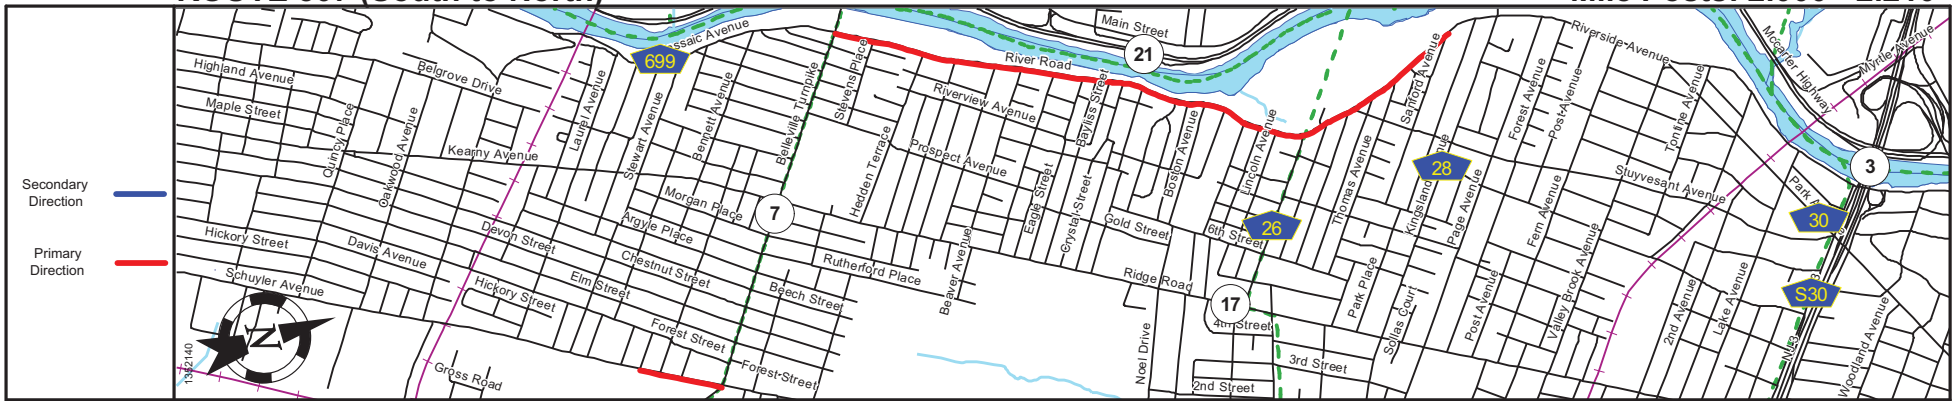 Secondary
Direction
Primary
Direction
Main Street
21
Riverside Avenue
McCarter Highway
Myrtle Avenue
699
River Road
Highland Avenue
Belgrove Drive
Maple Street
Quincy Place
Oakwood Avenue
Laurel Avenue
Stewart Avenue
Bennett Avenue
Belleville Turnpike
Stevens Place
Riverview Avenue
Bayliss Street
Boston Avenue
Lincoln Avenue
Sanford Avenue
Forest Avenue
Post Avenue
Tontine Avenue
3
Kearny Avenue
Prospect Avenue
Hedden Terrace
Eagle Street
Crystal Street
Thomas Avenue
28
Page Avenue
Stuyvesant Avenue
30
Morgan Place
7
Argyle Place
Gold Street
6th Street
26
Fern Avenue
Hickory Street
Davis Avenue
Devon Street
Chestnut Street
Rutherford Place
Beaver Avenue
Ridge Road
Park Place
Sollas Court
Post Avenue
Valley Brook Avenue
2nd Avenue
Lake Avenue
S30
Woodland Avenue
Schuyler Avenue
Hickory Street
Elm Street
Beech Street
17
4th Street
Noel Drive
3rd Street
2nd Street
Forest Street
Forest Street
Gross Road
N
1352140